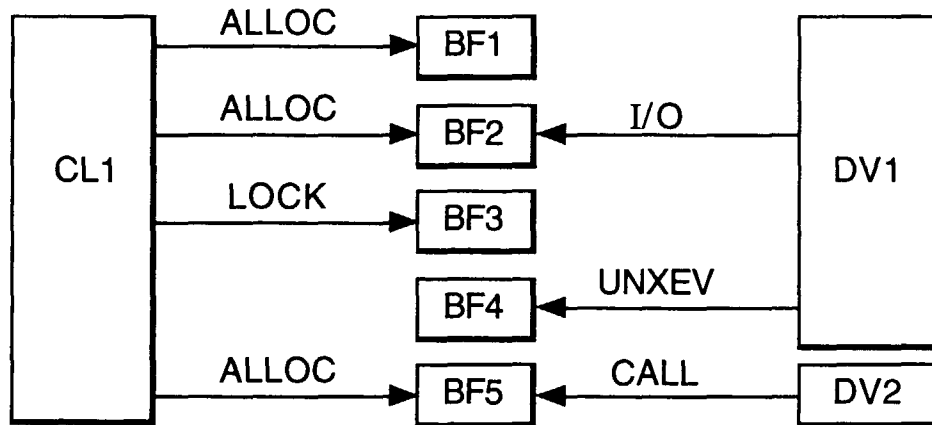 ALLOC
BF1
ALLOC
BF2
I/O
CL1
DV1
LOCK
BF3
UNXEV
BF4
ALLOC
BF5
CALL
DV2